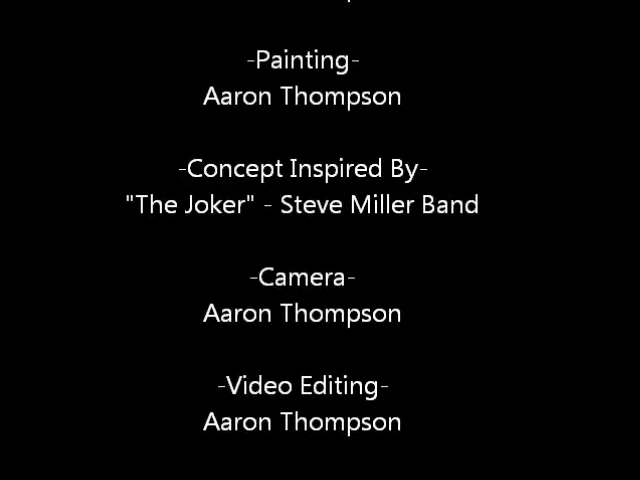 -Painting-
Aaron Thompson
-Concept Inspired By-
"The Joker" - Steve Miller Band
-Camera-
Aaron Thompson
-Video Editing-
Aaron Thompson